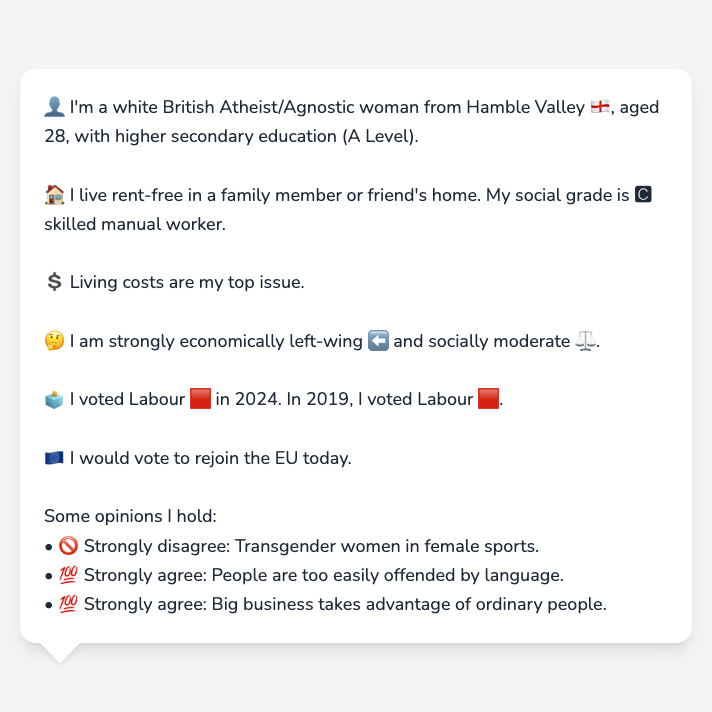 👤 I'm a white British Atheist/Agnostic woman from Hamble Valley 🏴󠁧󠁢󠁥󠁮󠁧󠁿, aged
28, with higher secondary education (A Level).
🏠 I live rent-free in a family member or friend's home. My social grade is C
skilled manual worker.
$ Living costs are my top issue.
🤔 I am strongly economically left-wing ⬅️ and socially moderate ⚖️.
🗳️ I voted Labour 🟥 in 2024. In 2019, I voted Labour 🟥.
🇪🇺 I would vote to rejoin the EU today.
Some opinions I hold:
• 🚫 Strongly disagree: Transgender women in female sports.
• 💯 Strongly agree: People are too easily offended by language.
• 💯 Strongly agree: Big business takes advantage of ordinary people.